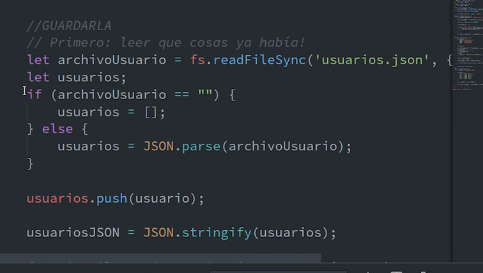 //GUARDARLA
// Primero: leer que cosas ya había!
let archivoUsuario = fs.readFileSync('usuarios.json', {
let usuarios;
if (archivoUsuario == "") {
usuarios = [];
} else {
usuarios = JSON.parse(archivoUsuario);
}
usuarios.push(usuario);
usuariosJSON = JSON.stringify(usuarios);